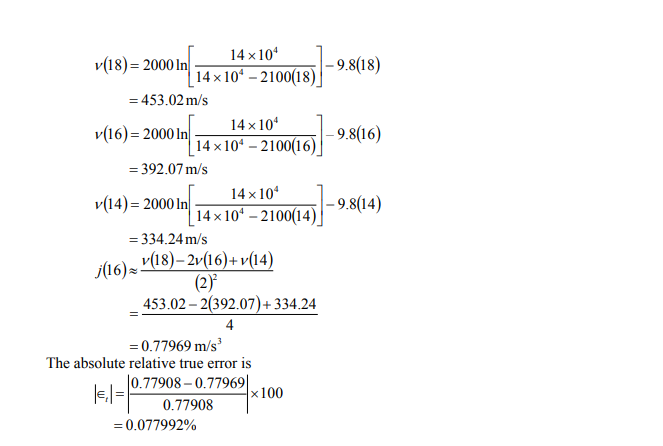 ν(18) = 2000 ln[14 × 10⁴ / (14 × 10⁴ − 2100(18))] − 9.8(18)
= 453.02 m/s
ν(16) = 2000 ln[14 × 10⁴ / (14 × 10⁴ − 2100(16))] − 9.8(16)
= 392.07 m/s
ν(14) = 2000 ln[14 × 10⁴ / (14 × 10⁴ − 2100(14))] − 9.8(14)
= 334.24 m/s
j(16) ≈ (ν(18) − 2ν(16) + ν(14)) / (2)²
= (453.02 − 2(392.07) + 334.24) / 4
= 0.77969 m/s³
The absolute relative true error is
|∈ₜ| = |(0.77908 − 0.77969) / 0.77908| × 100
= 0.077992%